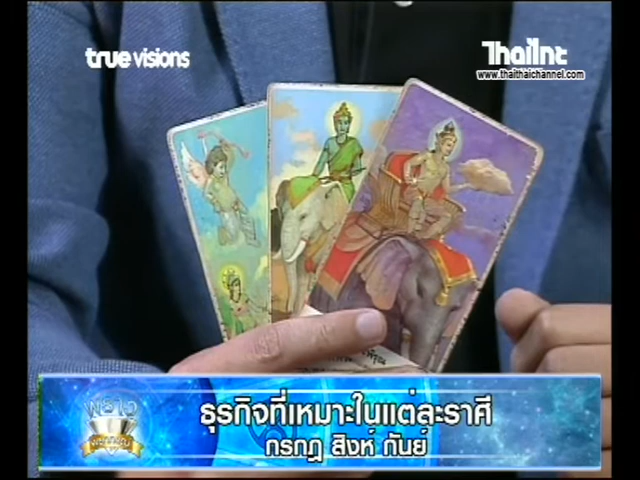 true visions
ThaiThai
www.thaithaichannel.com
ธุรกิจที่เหมาะในแต่ละราศี
กรกฎ สิงห์ กันย์